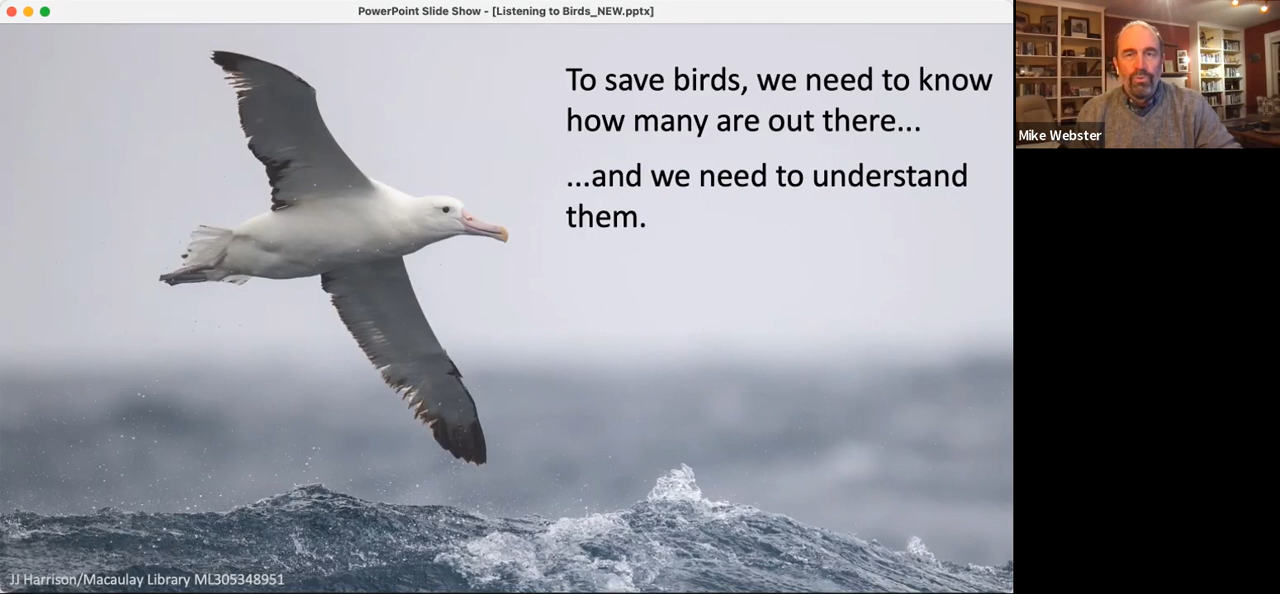 PowerPoint Slide Show - [Listening to Birds_NEW.pptx]
To save birds, we need to know
how many are out there...
...and we need to understand
them.
Mike Webster
JJ Harrison/Macaulay Library ML305348951